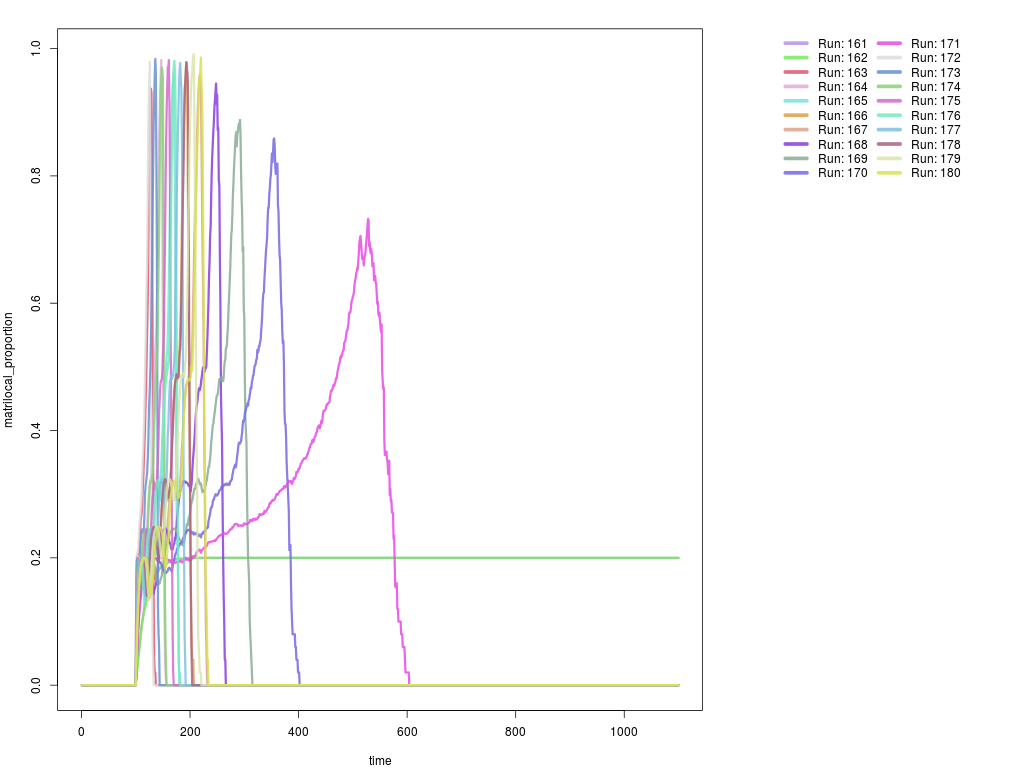 matrilocal_proportion
1.0
0.8
0.6
0.4
0.2
0.0
0 200 400 600 800 1000
time
Run: 161 Run: 171
Run: 162 Run: 172
Run: 163 Run: 173
Run: 164 Run: 174
Run: 165 Run: 175
Run: 166 Run: 176
Run: 167 Run: 177
Run: 168 Run: 178
Run: 169 Run: 179
Run: 170 Run: 180